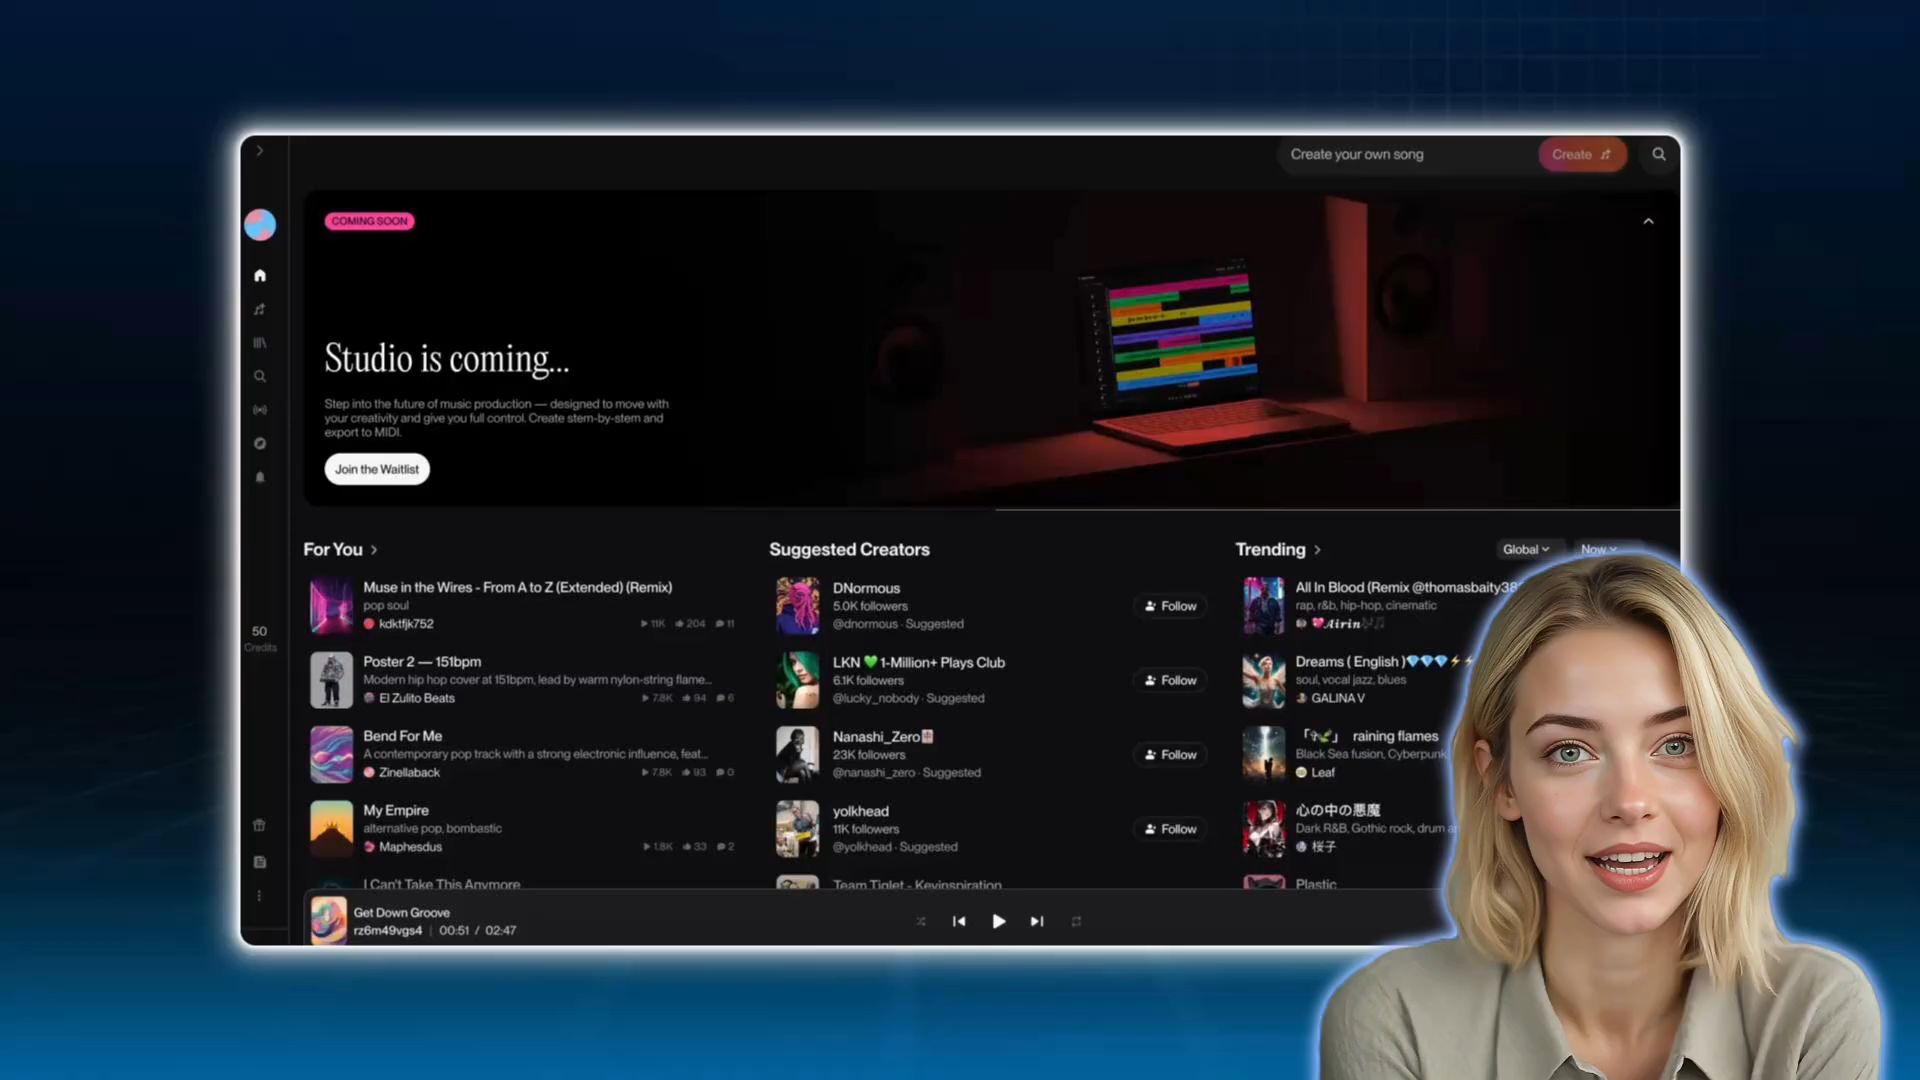 Create your own song
Create
COMING SOON
Studio is coming...
Step into the future of music production — designed to move with
your creativity and give you full control. Create stem-by-stem and
export to MIDI.
Join the Waitlist
50
Credits
For You
Muse in the Wires - From A to Z (Extended) (Remix)
pop soul
kdktfjk752
11K 204 11
Poster 2 — 151bpm
Modern hip hop cover at 151bpm, lead by warm nylon-string flame...
El Zulito Beats
7.8K 94 6
Bend For Me
A contemporary pop track with a strong electronic influence, feat...
Zinellaback
7.8K 93 0
My Empire
alternative pop, bombastic
Maphesdus
1.8K 33 2
I Can't Take This Anymore
Suggested Creators
DNormous
5.0K followers
@dnormous · Suggested
Follow
LKN 💚 1-Million+ Plays Club
6.1K followers
@lucky_nobody · Suggested
Follow
Nanashi_Zero
23K followers
@nanashi_zero · Suggested
Follow
yolkhead
11K followers
@yolkhead · Suggested
Follow
Team Tiglet - Kevinspiration
Trending
Global
Now
All In Blood (Remix @thomasbaity38
rap, r&b, hip-hop, cinematic
💖𝑨𝒊𝒓𝒊𝒏🎶🎵
Dreams ( English )💎💎💎⚡⚡
soul, vocal jazz, blues
GALINA V
raining flames
Black Sea fusion, Cyberpunk
Leaf
心の中の悪魔
Dark R&B, Gothic rock, drum
桜子
Plastic
Get Down Groove
rz6m49vgs4 | 00:51 / 02:47